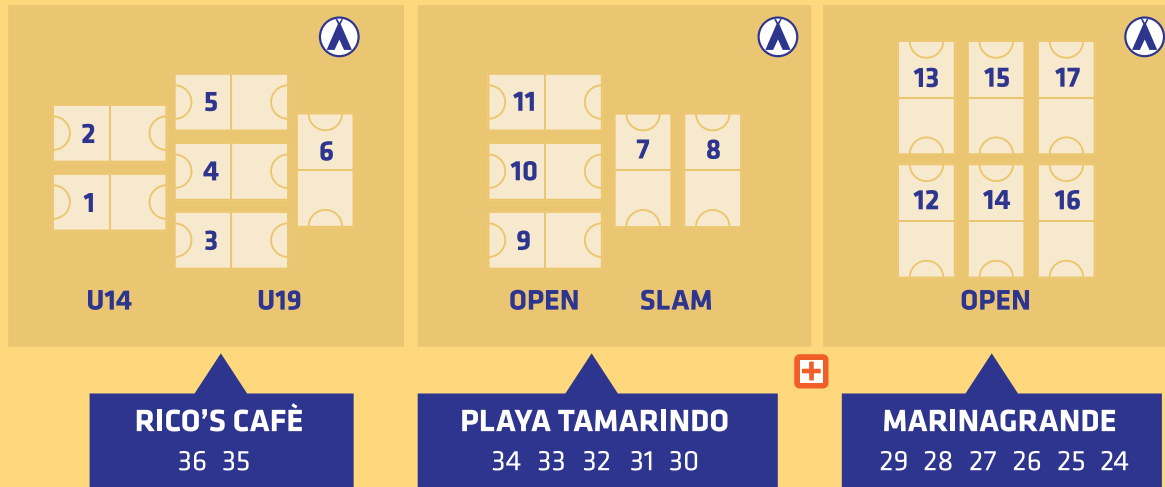 5
2
6
4
1
3
U14 U19
11
7 8
10
9
OPEN SLAM
13 15 17
12 14 16
OPEN
RICO'S CAFÈ
36 35
PLAYA TAMARINDO
34 33 32 31 30
MARINAGRANDE
29 28 27 26 25 24